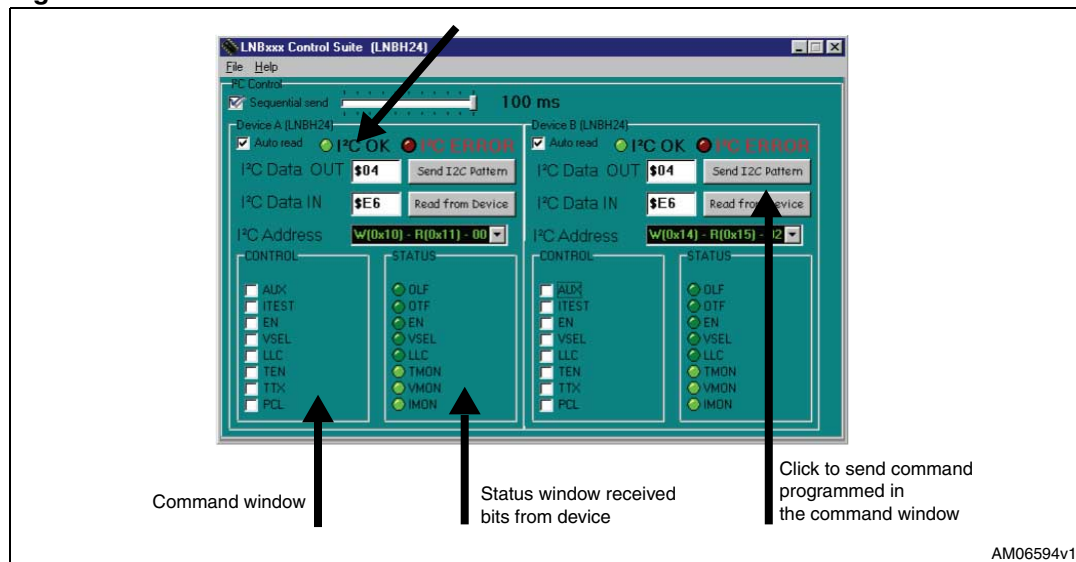 LNBxxx Control Suite (LNBH24)
File Help
I²C Control
Sequential send 100 ms
Device A (LNBH24)
Auto read I²C OK I²C ERROR
I²C Data OUT $04 Send I2C Pattern
I²C Data IN $E6 Read from Device
I²C Address W(0x10) - R(0x11) - 00
CONTROL
AUX
ITEST
EN
VSEL
LLC
TEN
TTX
PCL
STATUS
OLF
OTF
EN
VSEL
LLC
TMON
VMON
IMON
Device B (LNBH24)
Auto read I²C OK I²C ERROR
I²C Data OUT $04 Send I2C Pattern
I²C Data IN $E6 Read from Device
I²C Address W(0x14) - R(0x15) - 02
CONTROL
AUX
ITEST
EN
VSEL
LLC
TEN
TTX
PCL
STATUS
OLF
OTF
EN
VSEL
LLC
TMON
VMON
IMON
Command window
Status window received
bits from device
Click to send command
programmed in
the command window
AM06594v1